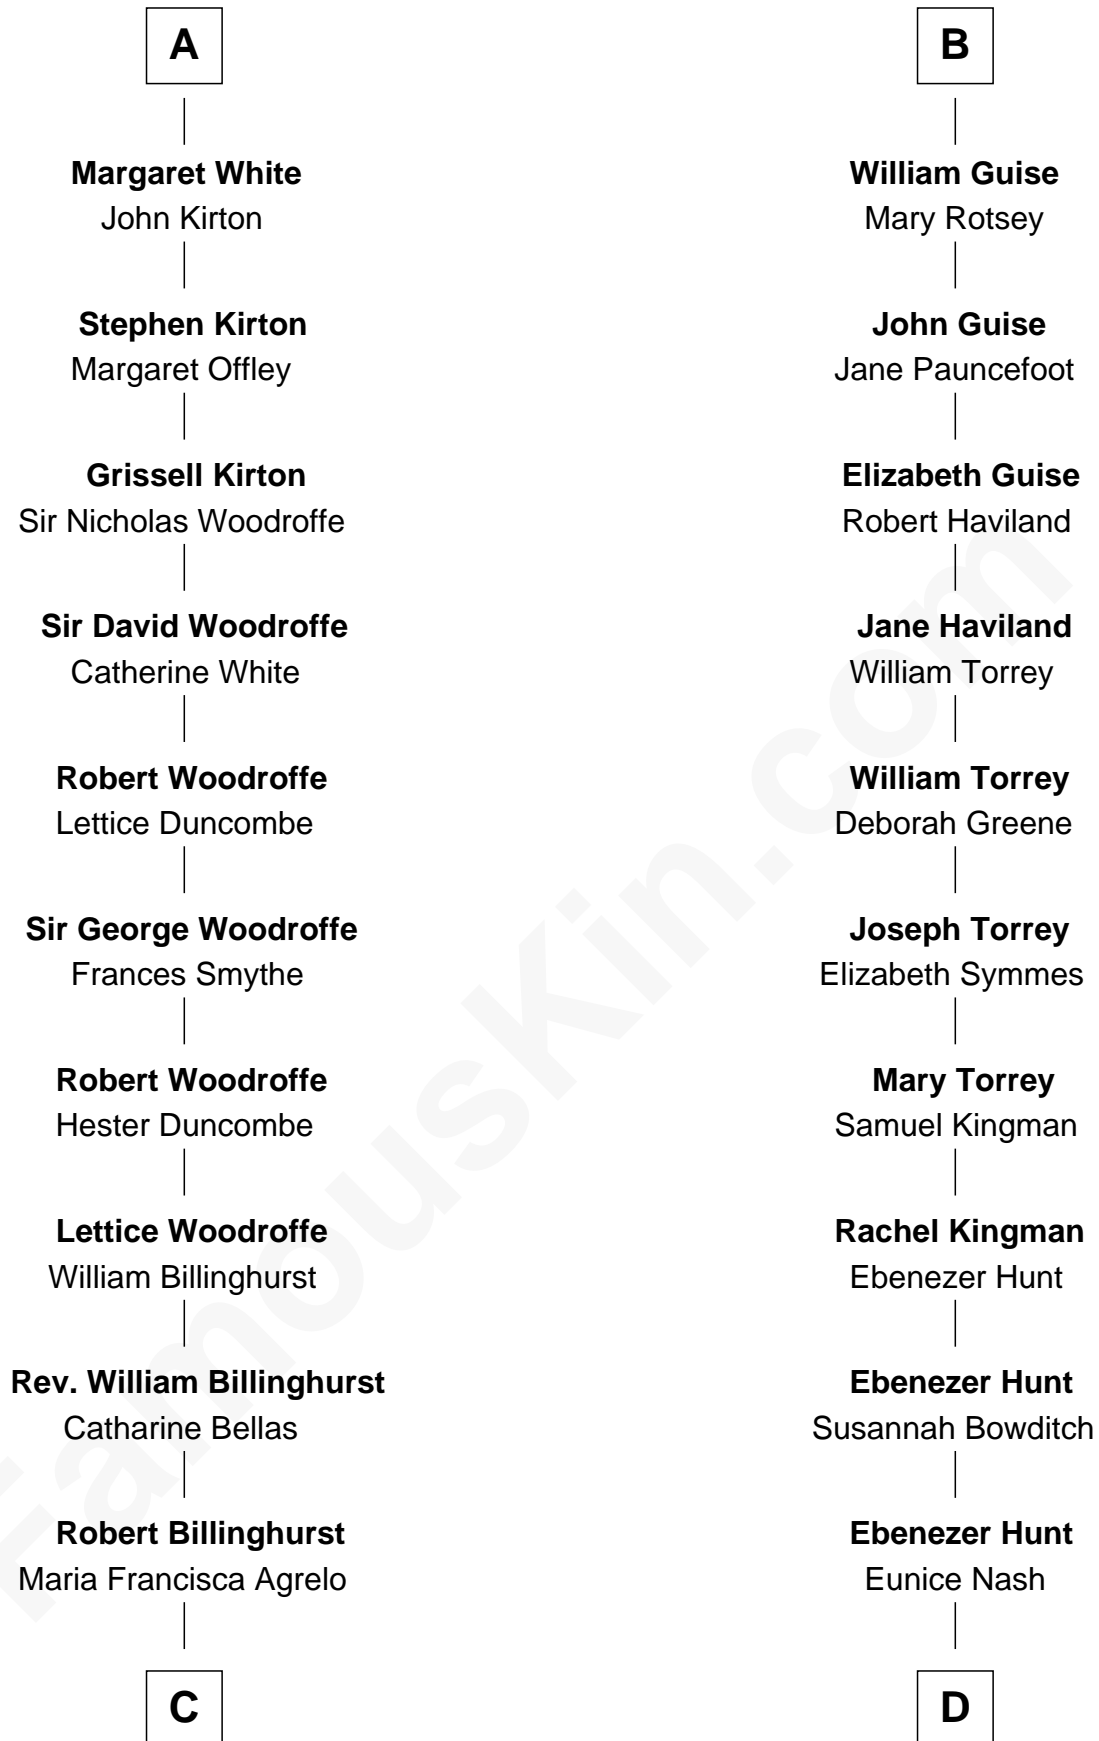 A
Margaret White
John Kirton
Stephen Kirton
Margaret Offley
Grissell Kirton
Sir Nicholas Woodroffe
Sir David Woodroffe
Catherine White
Robert Woodroffe
Lettice Duncombe
Sir George Woodroffe
Frances Smythe
Robert Woodroffe
Hester Duncombe
Lettice Woodroffe
William Billinghurst
Rev. William Billinghurst
Catharine Bellas
Robert Billinghurst
Maria Francisca Agrelo
C
B
William Guise
Mary Rotsey
John Guise
Jane Pauncefoot
Elizabeth Guise
Robert Haviland
Jane Haviland
William Torrey
William Torrey
Deborah Greene
Joseph Torrey
Elizabeth Symmes
Mary Torrey
Samuel Kingman
Rachel Kingman
Ebenezer Hunt
Ebenezer Hunt
Susannah Bowditch
Ebenezer Hunt
Eunice Nash
D
FamousKin.com